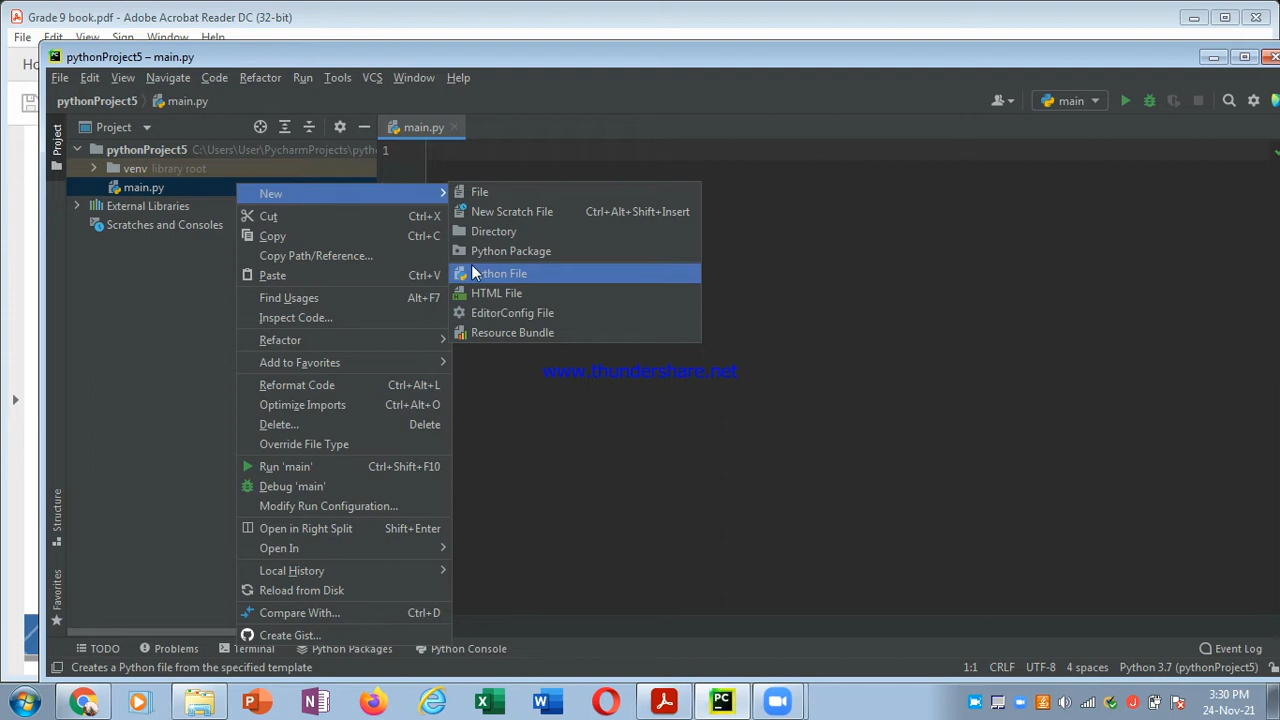 Grade 9 book.pdf - Adobe Acrobat Reader DC (32-bit)
File Edit View Sign Window Help
pythonProject5 – main.py
File Edit View Navigate Code Refactor Run Tools VCS Window Help
pythonProject5 main.py
main
Project
Project
main.py
pythonProject5 C:\Users\User\PycharmProjects\pytho
1
venv library root
main.py
External Libraries
Scratches and Consoles
New
Cut Ctrl+X
Copy Ctrl+C
Copy Path/Reference...
Paste Ctrl+V
Find Usages Alt+F7
Inspect Code...
Refactor
Add to Favorites
Reformat Code Ctrl+Alt+L
Optimize Imports Ctrl+Alt+O
Delete... Delete
Override File Type
Run 'main' Ctrl+Shift+F10
Debug 'main'
Modify Run Configuration...
Open in Right Split Shift+Enter
Open In
Local History
Reload from Disk
Compare With... Ctrl+D
Create Gist...
File
New Scratch File Ctrl+Alt+Shift+Insert
Directory
Python Package
Python File
HTML File
EditorConfig File
Resource Bundle
www.thundershare.net
Structure
Favorites
TODO Problems Terminal Python Packages Python Console Event Log
Creates a Python file from the specified template
1:1 CRLF UTF-8 4 spaces Python 3.7 (pythonProject5)
3:30 PM
24-Nov-21